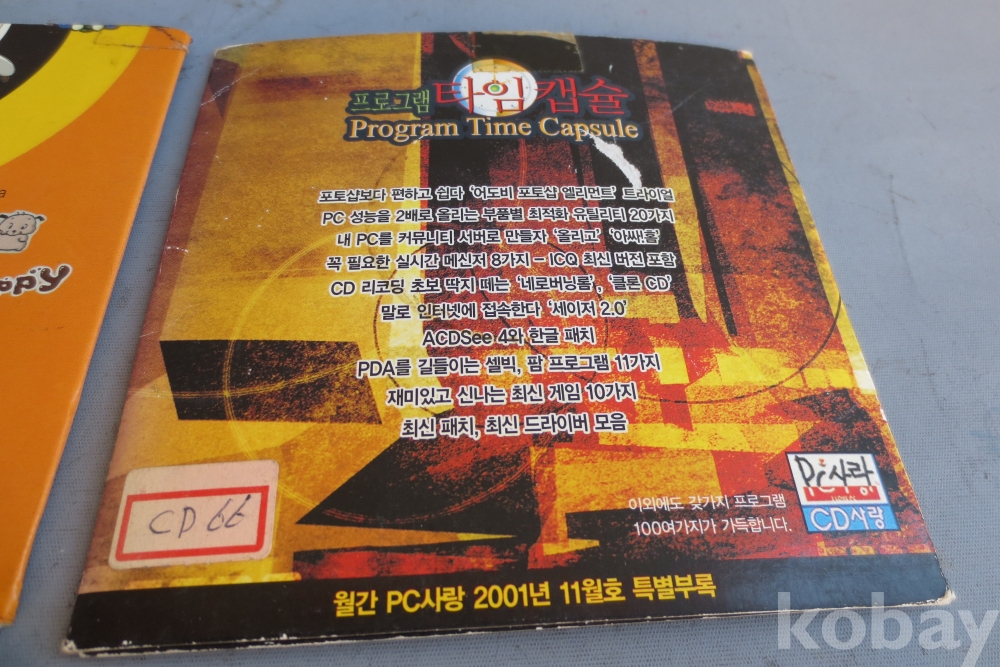 프로그램 타임캡슐
Program Time Capsule
포토샵보다 편하고 쉽다 '어도비 포토샵 엘리먼트' 트라이얼
PC 성능을 2배로 올리는 부품별 최적화 유틸리티 20가지
내 PC를 커뮤니티 서버로 만들자 '올리고' '아싸!홀'
꼭 필요한 실시간 메신저 8가지 - ICQ 최신 버전 포함
CD 리코딩 초보 딱지 떼는 '네로버닝롬', '클론 CD'
말로 인터넷에 접속한다 '세이저 2.0'
ACDSee 4와 한글 패치
PDA를 길들이는 셀빅, 팜 프로그램 11가지
재미있고 신나는 최신 게임 10가지
최신 패치, 최신 드라이버 모음
CD 66
PC사랑
CD사랑
이외에도 갖가지 프로그램
100여가지가 가득합니다.
월간 PC사랑 2001년 11월호 특별부록
kobay